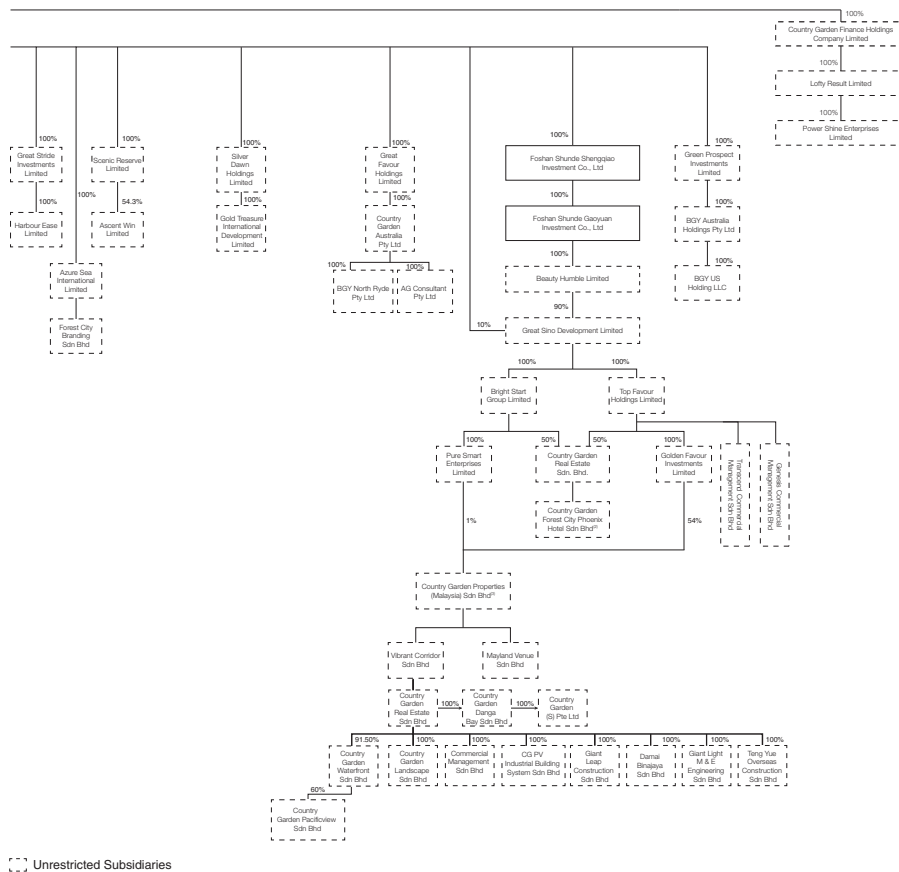 100%
Country Garden Finance Holdings
Company Limited
100%
Lofty Result Limited
100%
Power Shine Enterprises
Limited
100%
Great Stride
Investments
Limited
100%
Harbour Ease
Limited
100%
Azure Sea
International
Limited
Forest City
Branding
Sdn Bhd
100%
Scenic Reserve
Limited
54.3%
Ascent Win
Limited
100%
Silver
Dawn
Holdings
Limited
100%
Gold Treasure
International
Development
Limited
100%
Great
Favour
Holdings
Limited
100%
Country
Garden
Australia
Pty Ltd
100%
BGY North Ryde
Pty Ltd
100%
AG Consultant
Pty Ltd
100%
Foshan Shunde Shengqiao
Investment Co., Ltd
100%
Foshan Shunde Gaoyuan
Investment Co., Ltd
100%
Beauty Humble Limited
90%
10%
Great Sino Development Limited
100%
Green Prospect
Investments
Limited
100%
BGY Australia
Holdings Pty Ltd
100%
BGY US
Holding LLC
100%
100%
Bright Start
Group Limited
Top Favour
Holdings Limited
100%
50%
50%
100%
Pure Smart
Enterprises
Limited
Country Garden
Real Estate
Sdn. Bhd.
Golden Favour
Investments
Limited
Transcend Commercial
Management Sdn Bhd
Genesis Commercial
Management Sdn Bhd
Country Garden
Forest City Phoenix
Hotel Sdn Bhd(2)
1%
54%
Country Garden Properties
(Malaysia) Sdn Bhd(2)
Vibrant Corridor
Sdn Bhd
Mayland Venue
Sdn Bhd
Country
Garden
Real Estate
Sdn Bhd
100%
Country
Garden
Danga
Bay Sdn Bhd
100%
Country
Garden
(S) Pte Ltd
91.50%
Country
Garden
Waterfront
Sdn Bhd
100%
Country
Garden
Landscape
Sdn Bhd
100%
Commercial
Management
Sdn Bhd
100%
CG PV
Industrial Building
System Sdn Bhd
100%
Giant
Leap
Construction
Sdn Bhd
100%
Damai
Binajaya
Sdn Bhd
100%
Giant Light
M & E
Engineering
Sdn Bhd
100%
Teng Yue
Overseas
Construction
Sdn Bhd
60%
Country
Garden Pacificview
Sdn Bhd
Unrestricted Subsidiaries